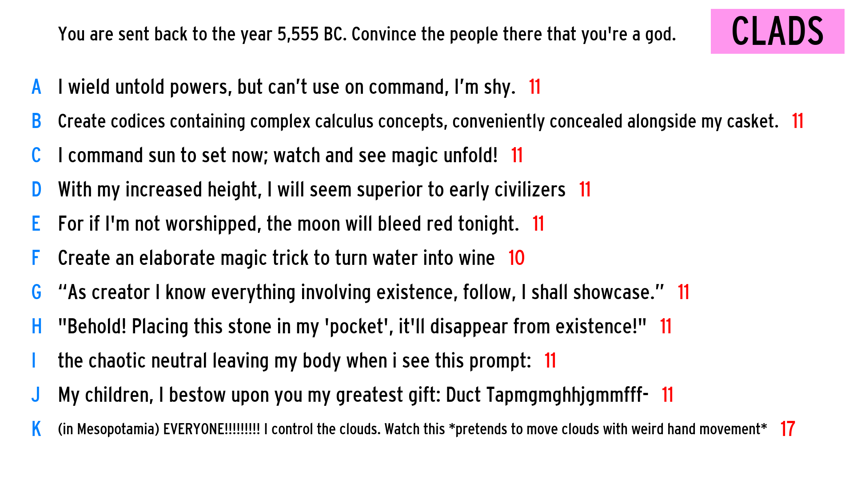 You are sent back to the year 5,555 BC. Convince the people there that you're a god.
CLADS
A I wield untold powers, but can’t use on command, I’m shy. 11
B Create codices containing complex calculus concepts, conveniently concealed alongside my casket. 11
C I command sun to set now; watch and see magic unfold! 11
D With my increased height, I will seem superior to early civilizers 11
E For if I'm not worshipped, the moon will bleed red tonight. 11
F Create an elaborate magic trick to turn water into wine 10
G “As creator I know everything involving existence, follow, I shall showcase.” 11
H "Behold! Placing this stone in my 'pocket', it'll disappear from existence!" 11
I the chaotic neutral leaving my body when i see this prompt: 11
J My children, I bestow upon you my greatest gift: Duct Tapmgmghhjgmmfff- 11
K (in Mesopotamia) EVERYONE!!!!!!!!! I control the clouds. Watch this *pretends to move clouds with weird hand movement* 17